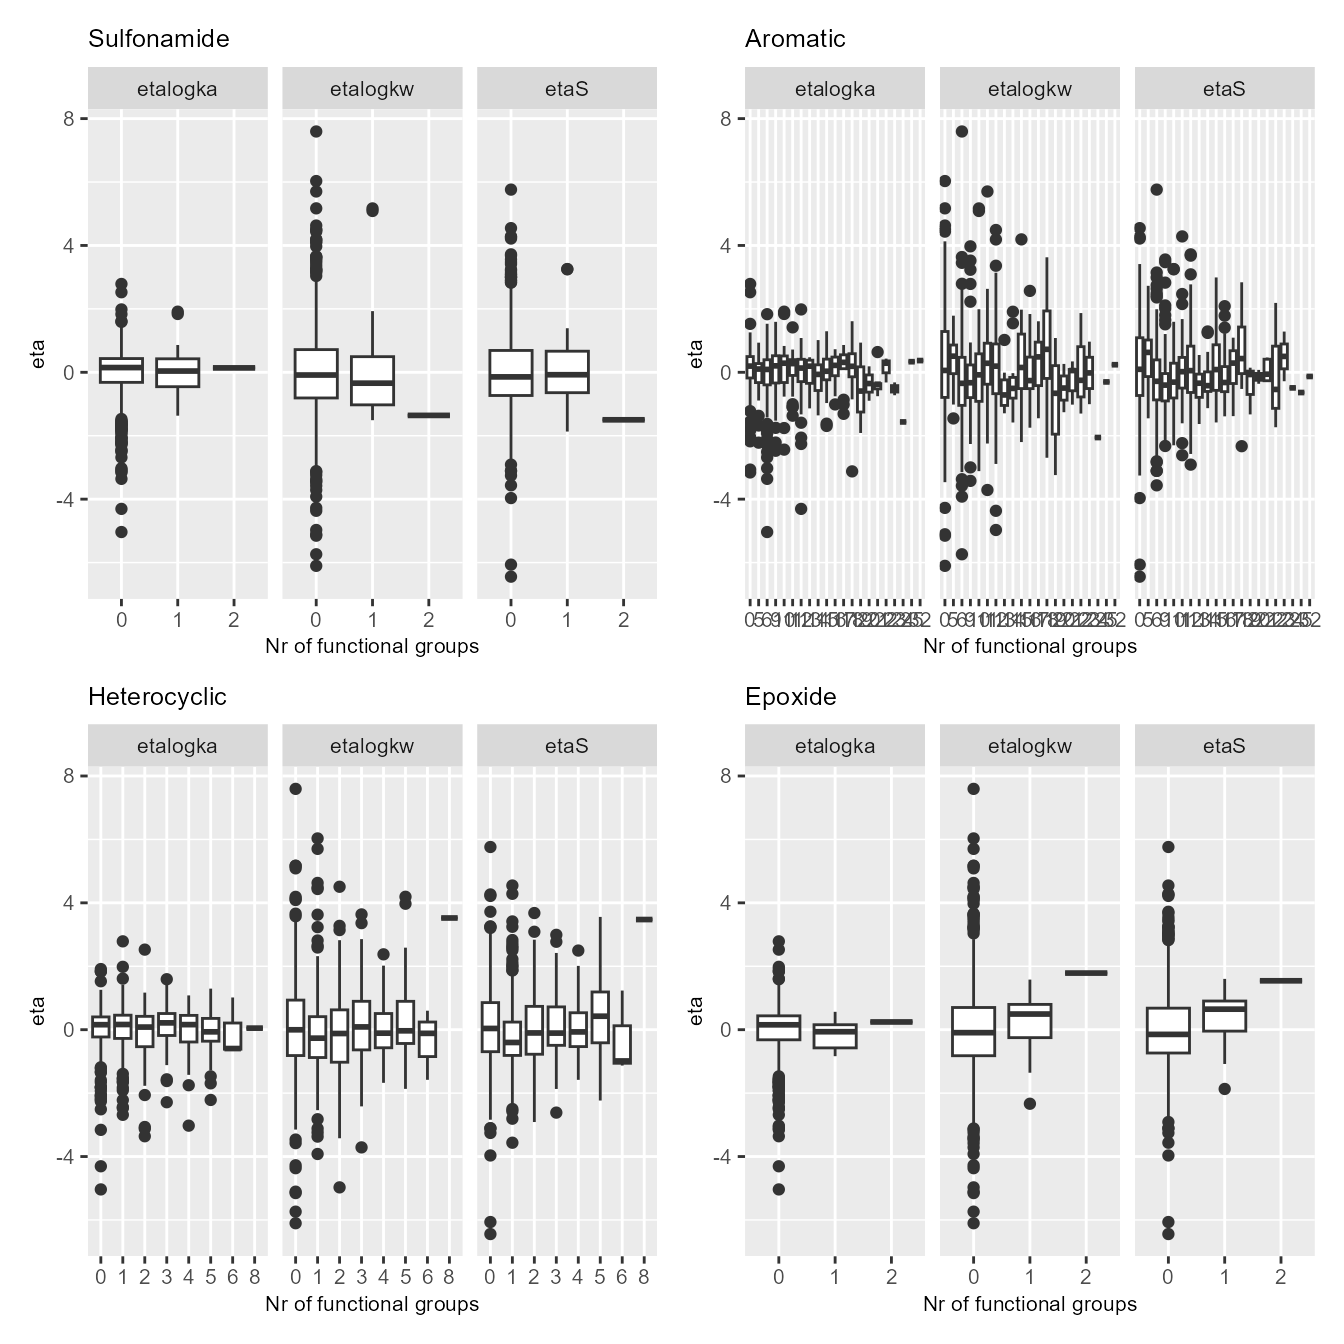 Sulfonamide
etalogka etalogkw etaS
8
4
0
-4
eta
0 1 2 0 1 2 0 1 2
Nr of functional groups
Aromatic
etalogka etalogkw etaS
8
4
0
-4
eta
Nr of functional groups
Heterocyclic
etalogka etalogkw etaS
8
4
0
-4
eta
0 1 2 3 4 5 6 8 0 1 2 3 4 5 6 8 0 1 2 3 4 5 6 8
Nr of functional groups
Epoxide
etalogka etalogkw etaS
8
4
0
-4
eta
0 1 2 0 1 2 0 1 2
Nr of functional groups